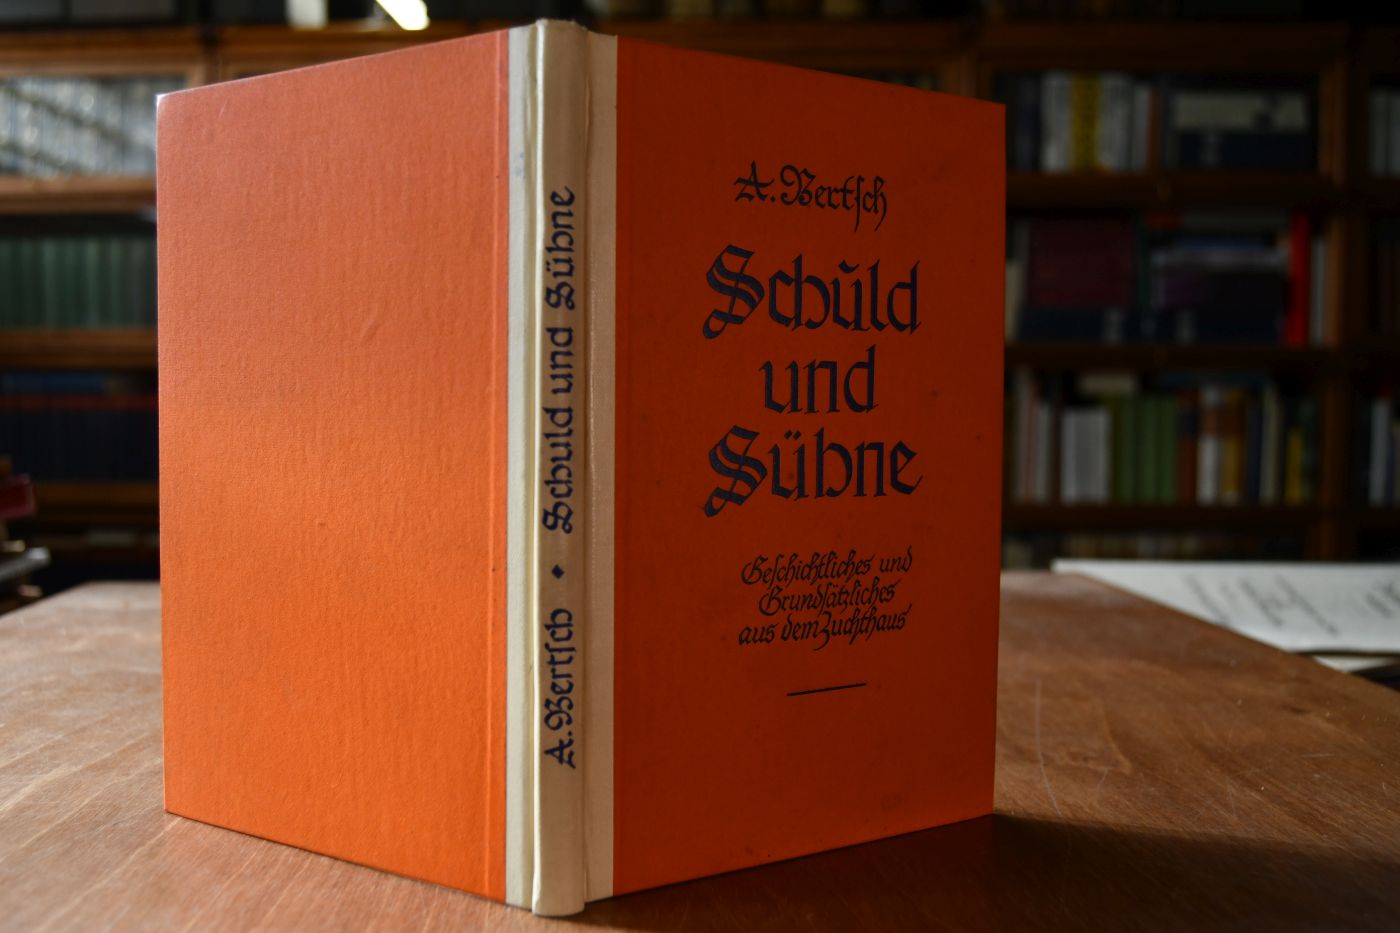 A. Bertsch
Schuld
und
Sühne
Geschichtliches und
Grundsätzliches
aus dem Zuchthaus
A. Bertsch ⬥ Schuld und Sühne